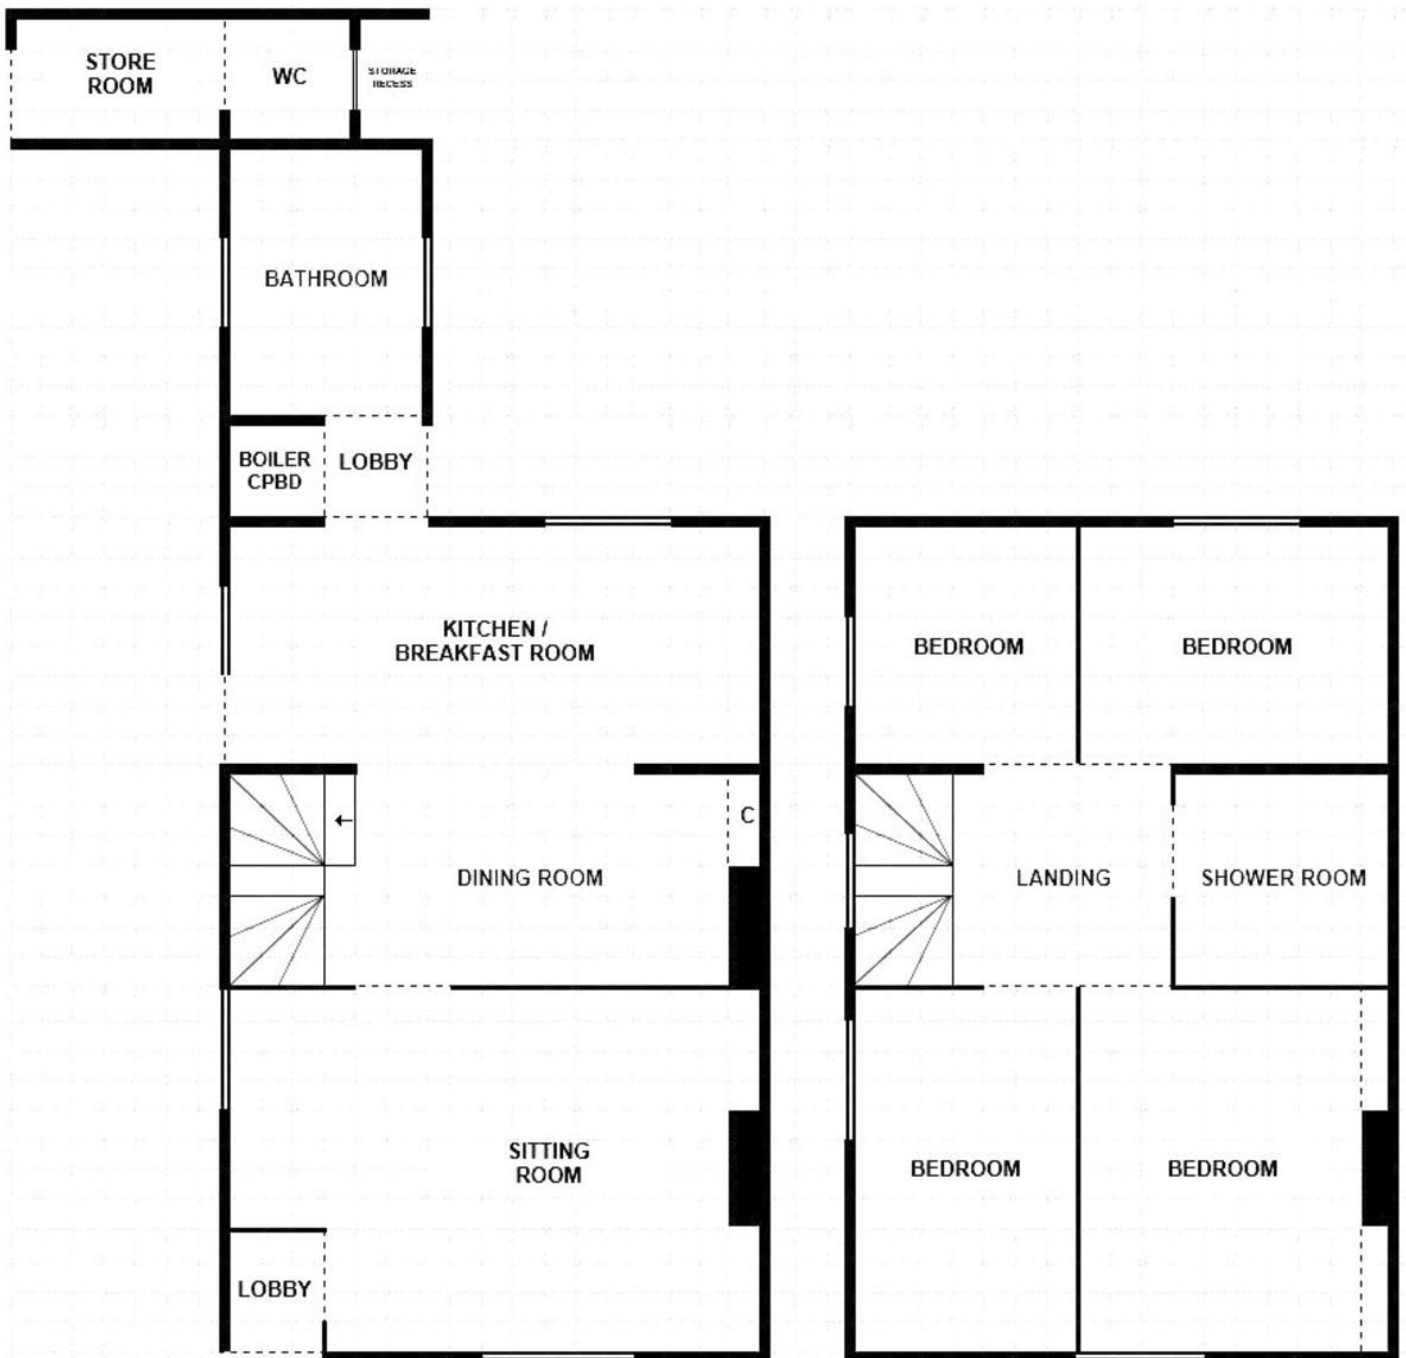 STORE
ROOM
WC
STORAGE
RECESS
BATHROOM
BOILER
CPBD
LOBBY
KITCHEN /
BREAKFAST ROOM
C
DINING ROOM
SITTING
ROOM
LOBBY
BEDROOM
BEDROOM
LANDING
SHOWER ROOM
BEDROOM
BEDROOM